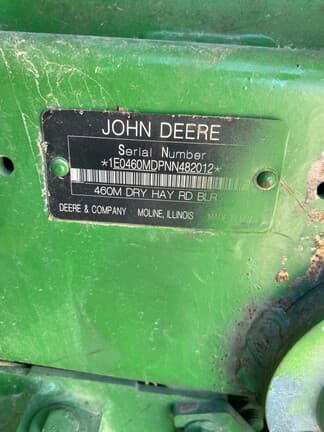 JOHN DEERE
Serial Number
*1E0460MDPNN482012*
460M DRY HAY RD BLR
DEERE & COMPANY MOLINE, ILLINOIS